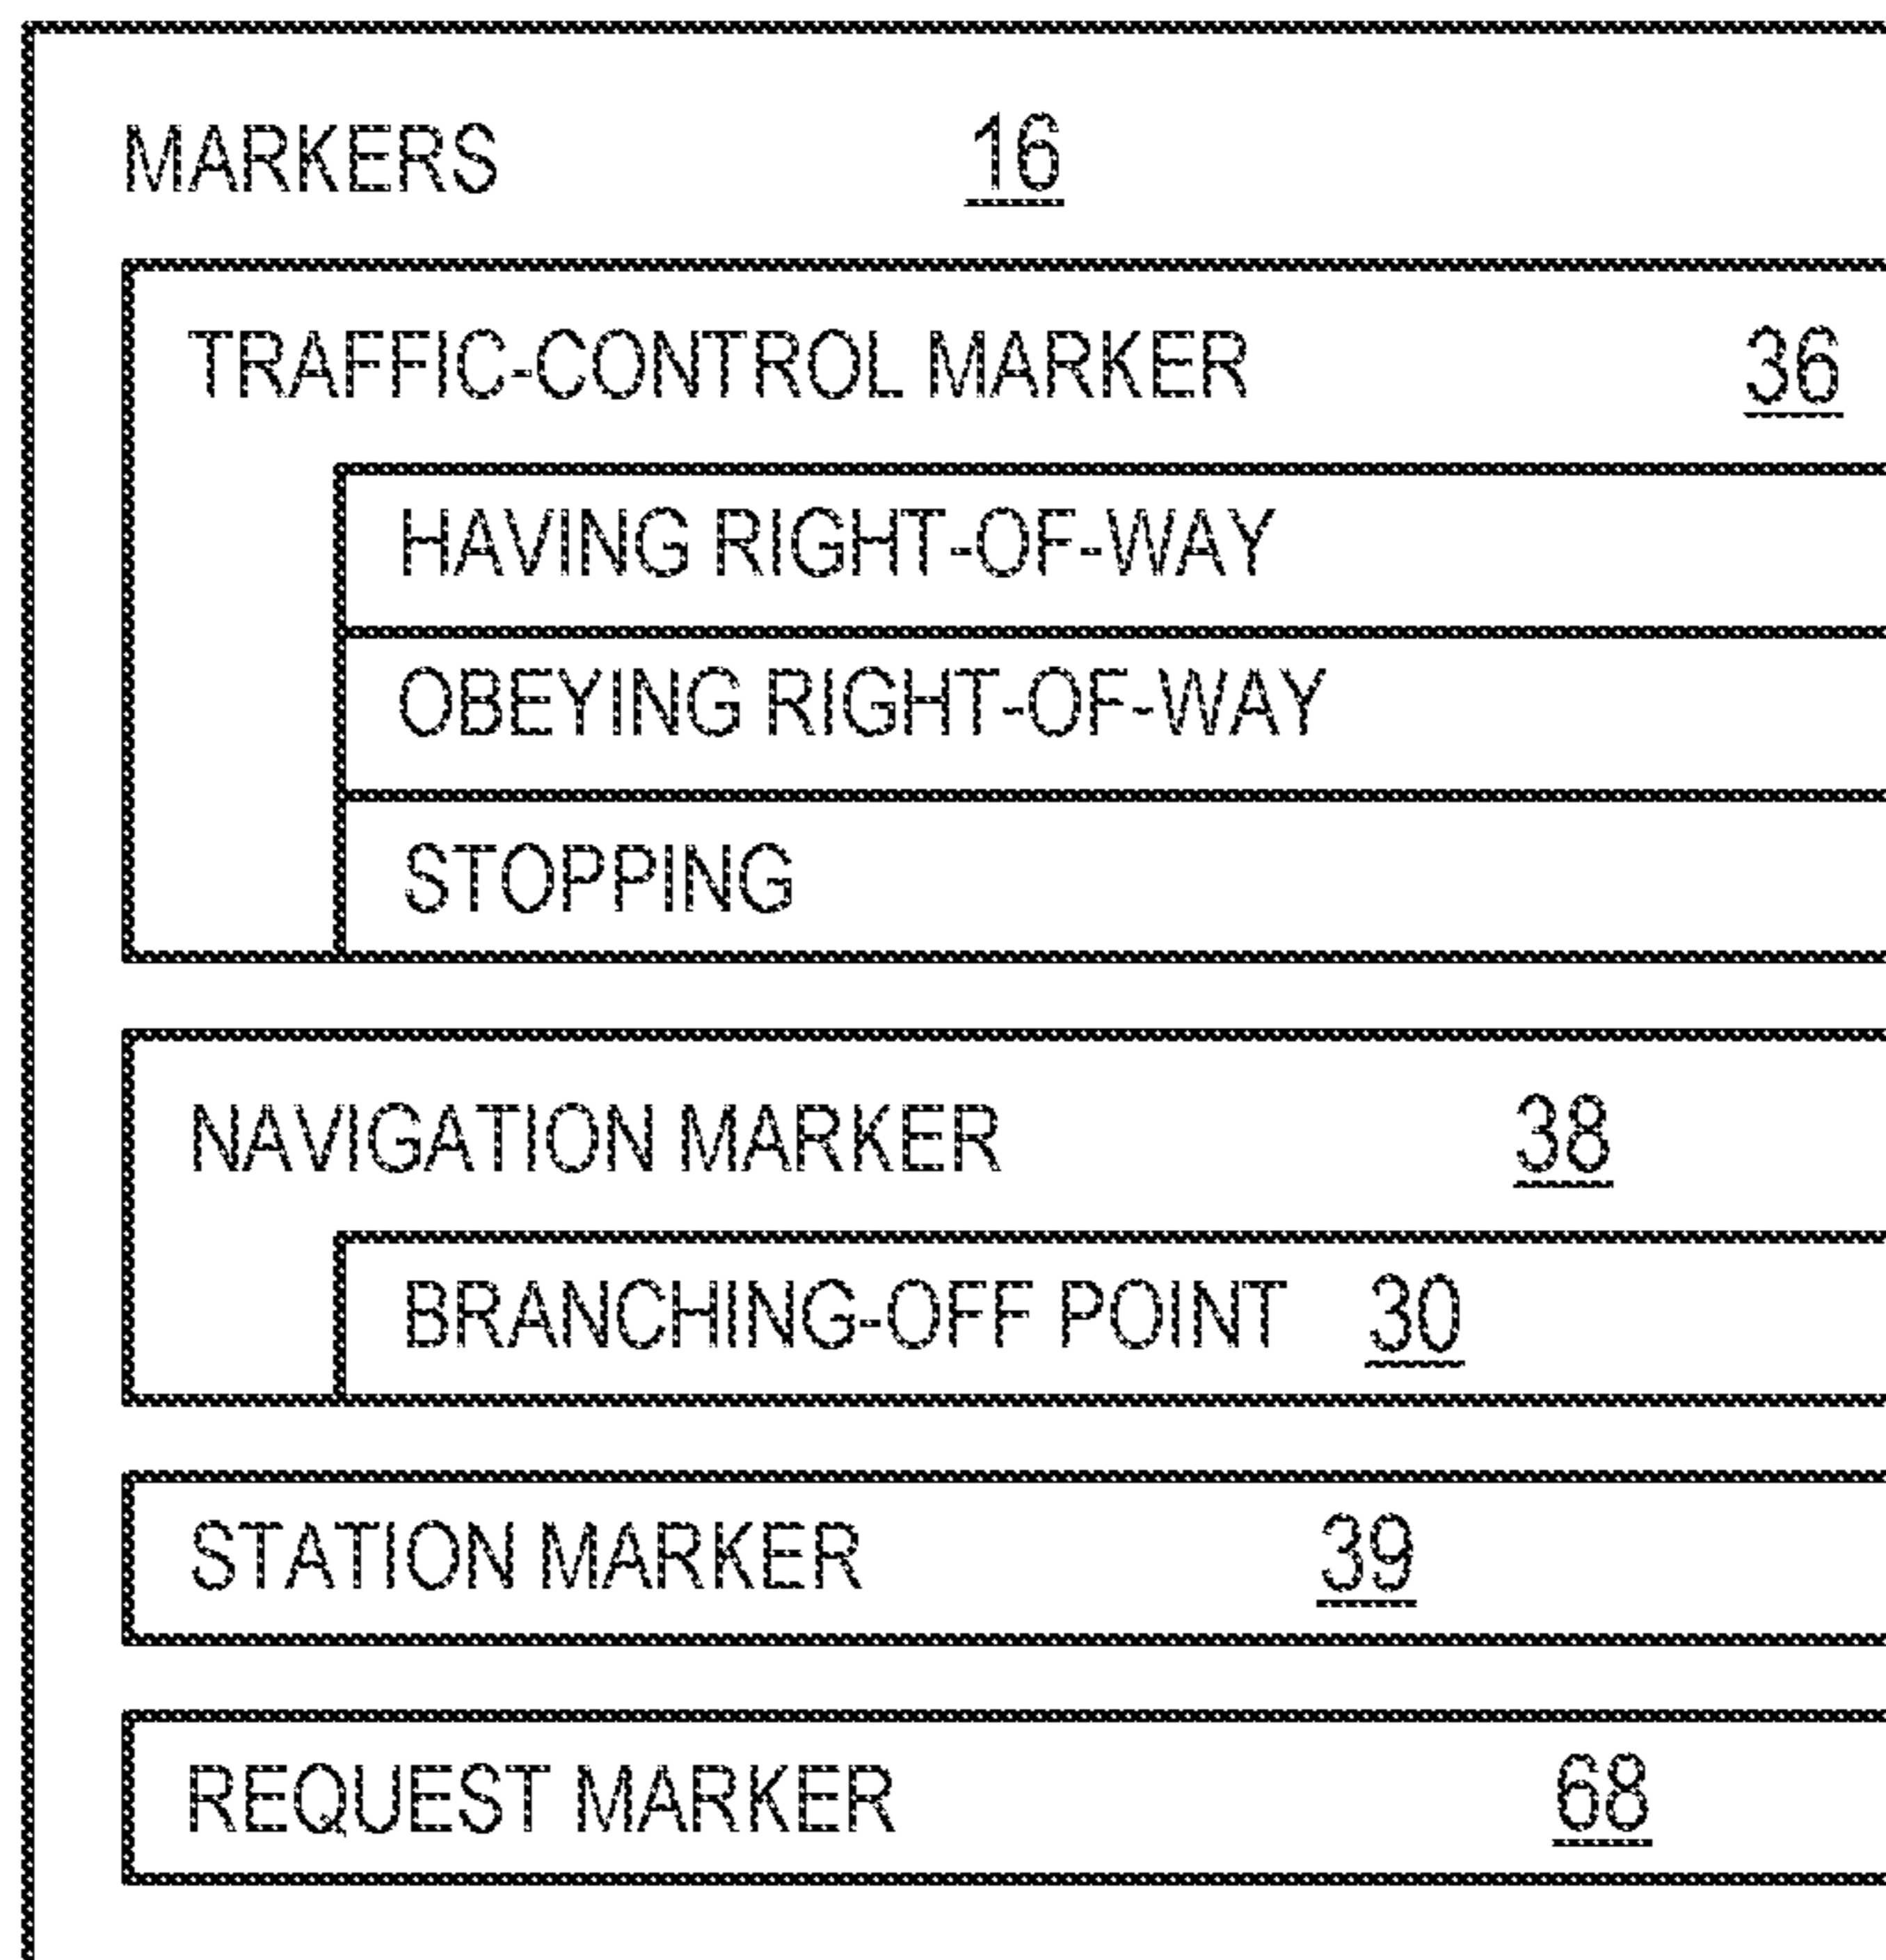 MARKERS 16
TRAFFIC-CONTROL MARKER 36
HAVING RIGHT-OF-WAY
OBEYING RIGHT-OF-WAY
STOPPING
NAVIGATION MARKER 38
BRANCHING-OFF POINT 30
STATION MARKER 39
REQUEST MARKER 68